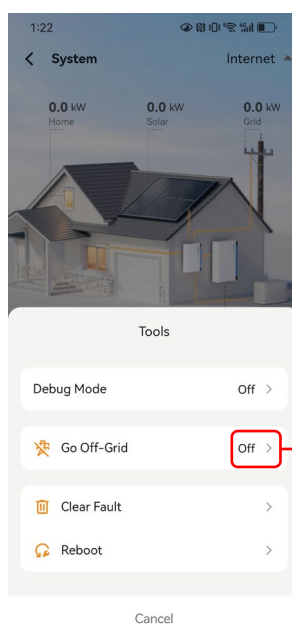 1:22
System Internet
0.0 kW 0.0 kW 0.0 kW
Home Solar Grid
Tools
Debug Mode Off
Go Off-Grid Off
Clear Fault
Reboot
Cancel